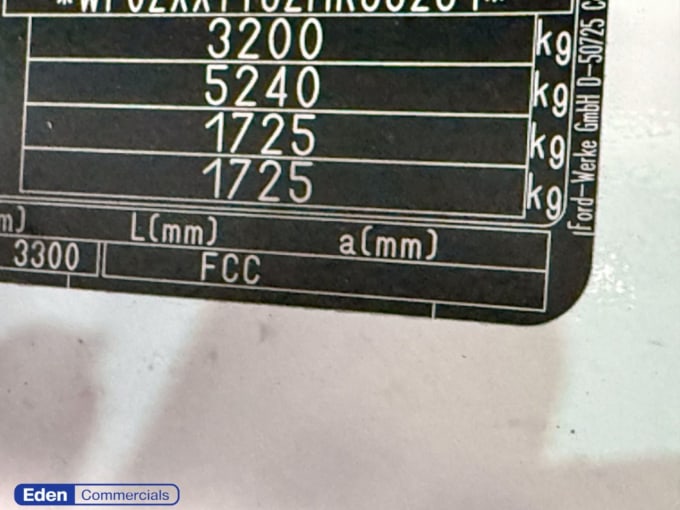 3200 kg
5240 kg
1725 kg
1725 kg
L(mm) a(mm)
3300 FCC
Ford-Werke GmbH D-50725
Eden Commercials